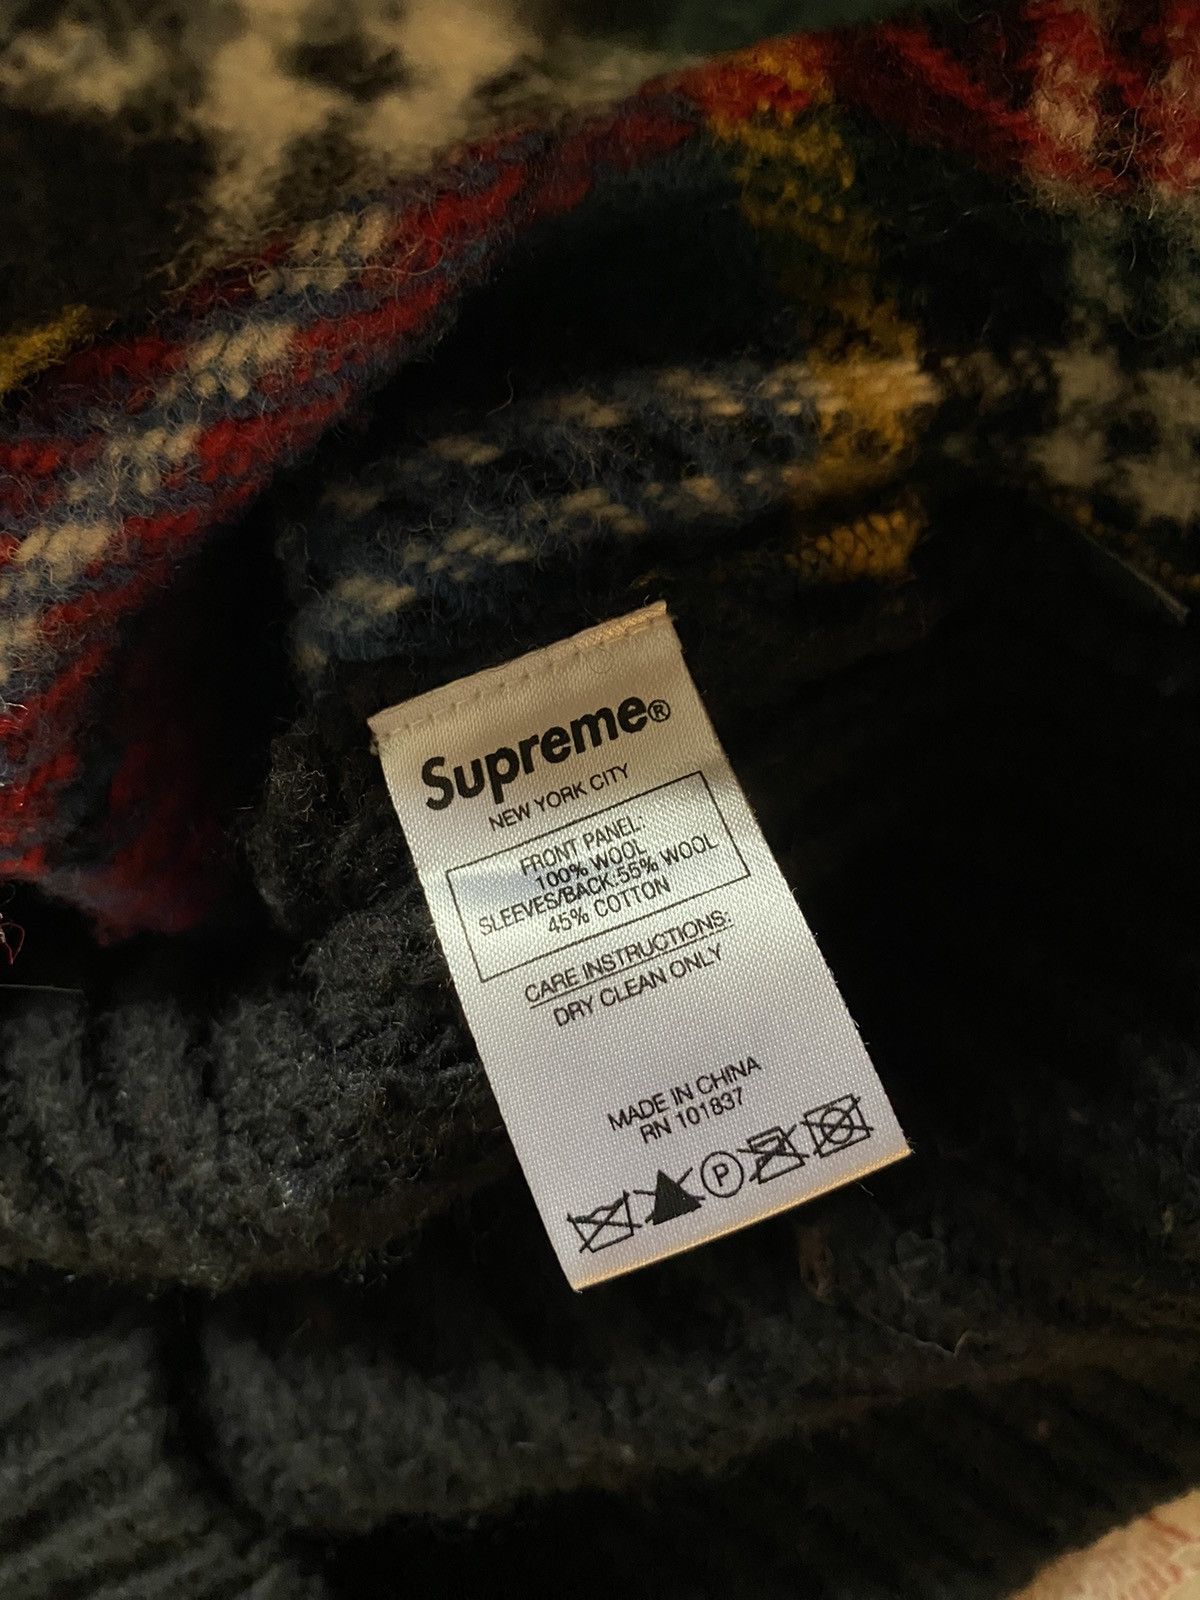 Supreme®
NEW YORK CITY
FRONT PANEL:
100% WOOL
SLEEVES/BACK:55% WOOL
45% COTTON
CARE INSTRUCTIONS:
DRY CLEAN ONLY
MADE IN CHINA
RN 101837
P